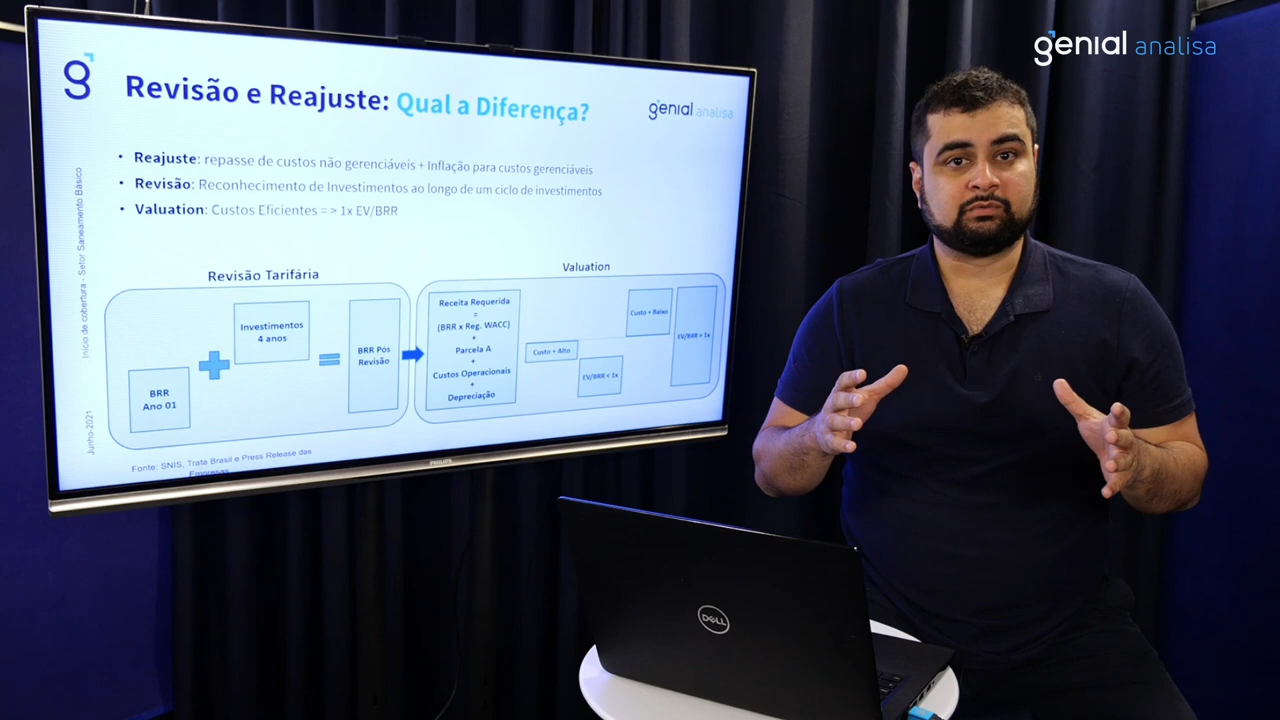 genial analisa
Revisão e Reajuste: Qual a Diferença?
genial analisa
• Reajuste: repasse de custos não gerenciáveis + Inflação para custos gerenciáveis
• Revisão: Reconhecimento de Investimentos ao longo de um ciclo de investimentos
• Valuation: Custos Eficientes = > 1x EV/BRR
Início de cobertura - Setor Saneamento Básico
Junho-2021
Revisão Tarifária
BRR
Ano 01
Investimentos
4 anos
=
BRR Pós
Revisão
Valuation
Receita Requerida
=
(BRR x Reg. WACC)
+
Parcela A
+
Custos Operacionais
+
Depreciação
Custo + Alto
EV/BRR < 1x
Custo + Baixo
EV/BRR > 1x
Fonte: SNIS, Trata Brasil e Press Release das
Empresas
PHILIPS
DELL